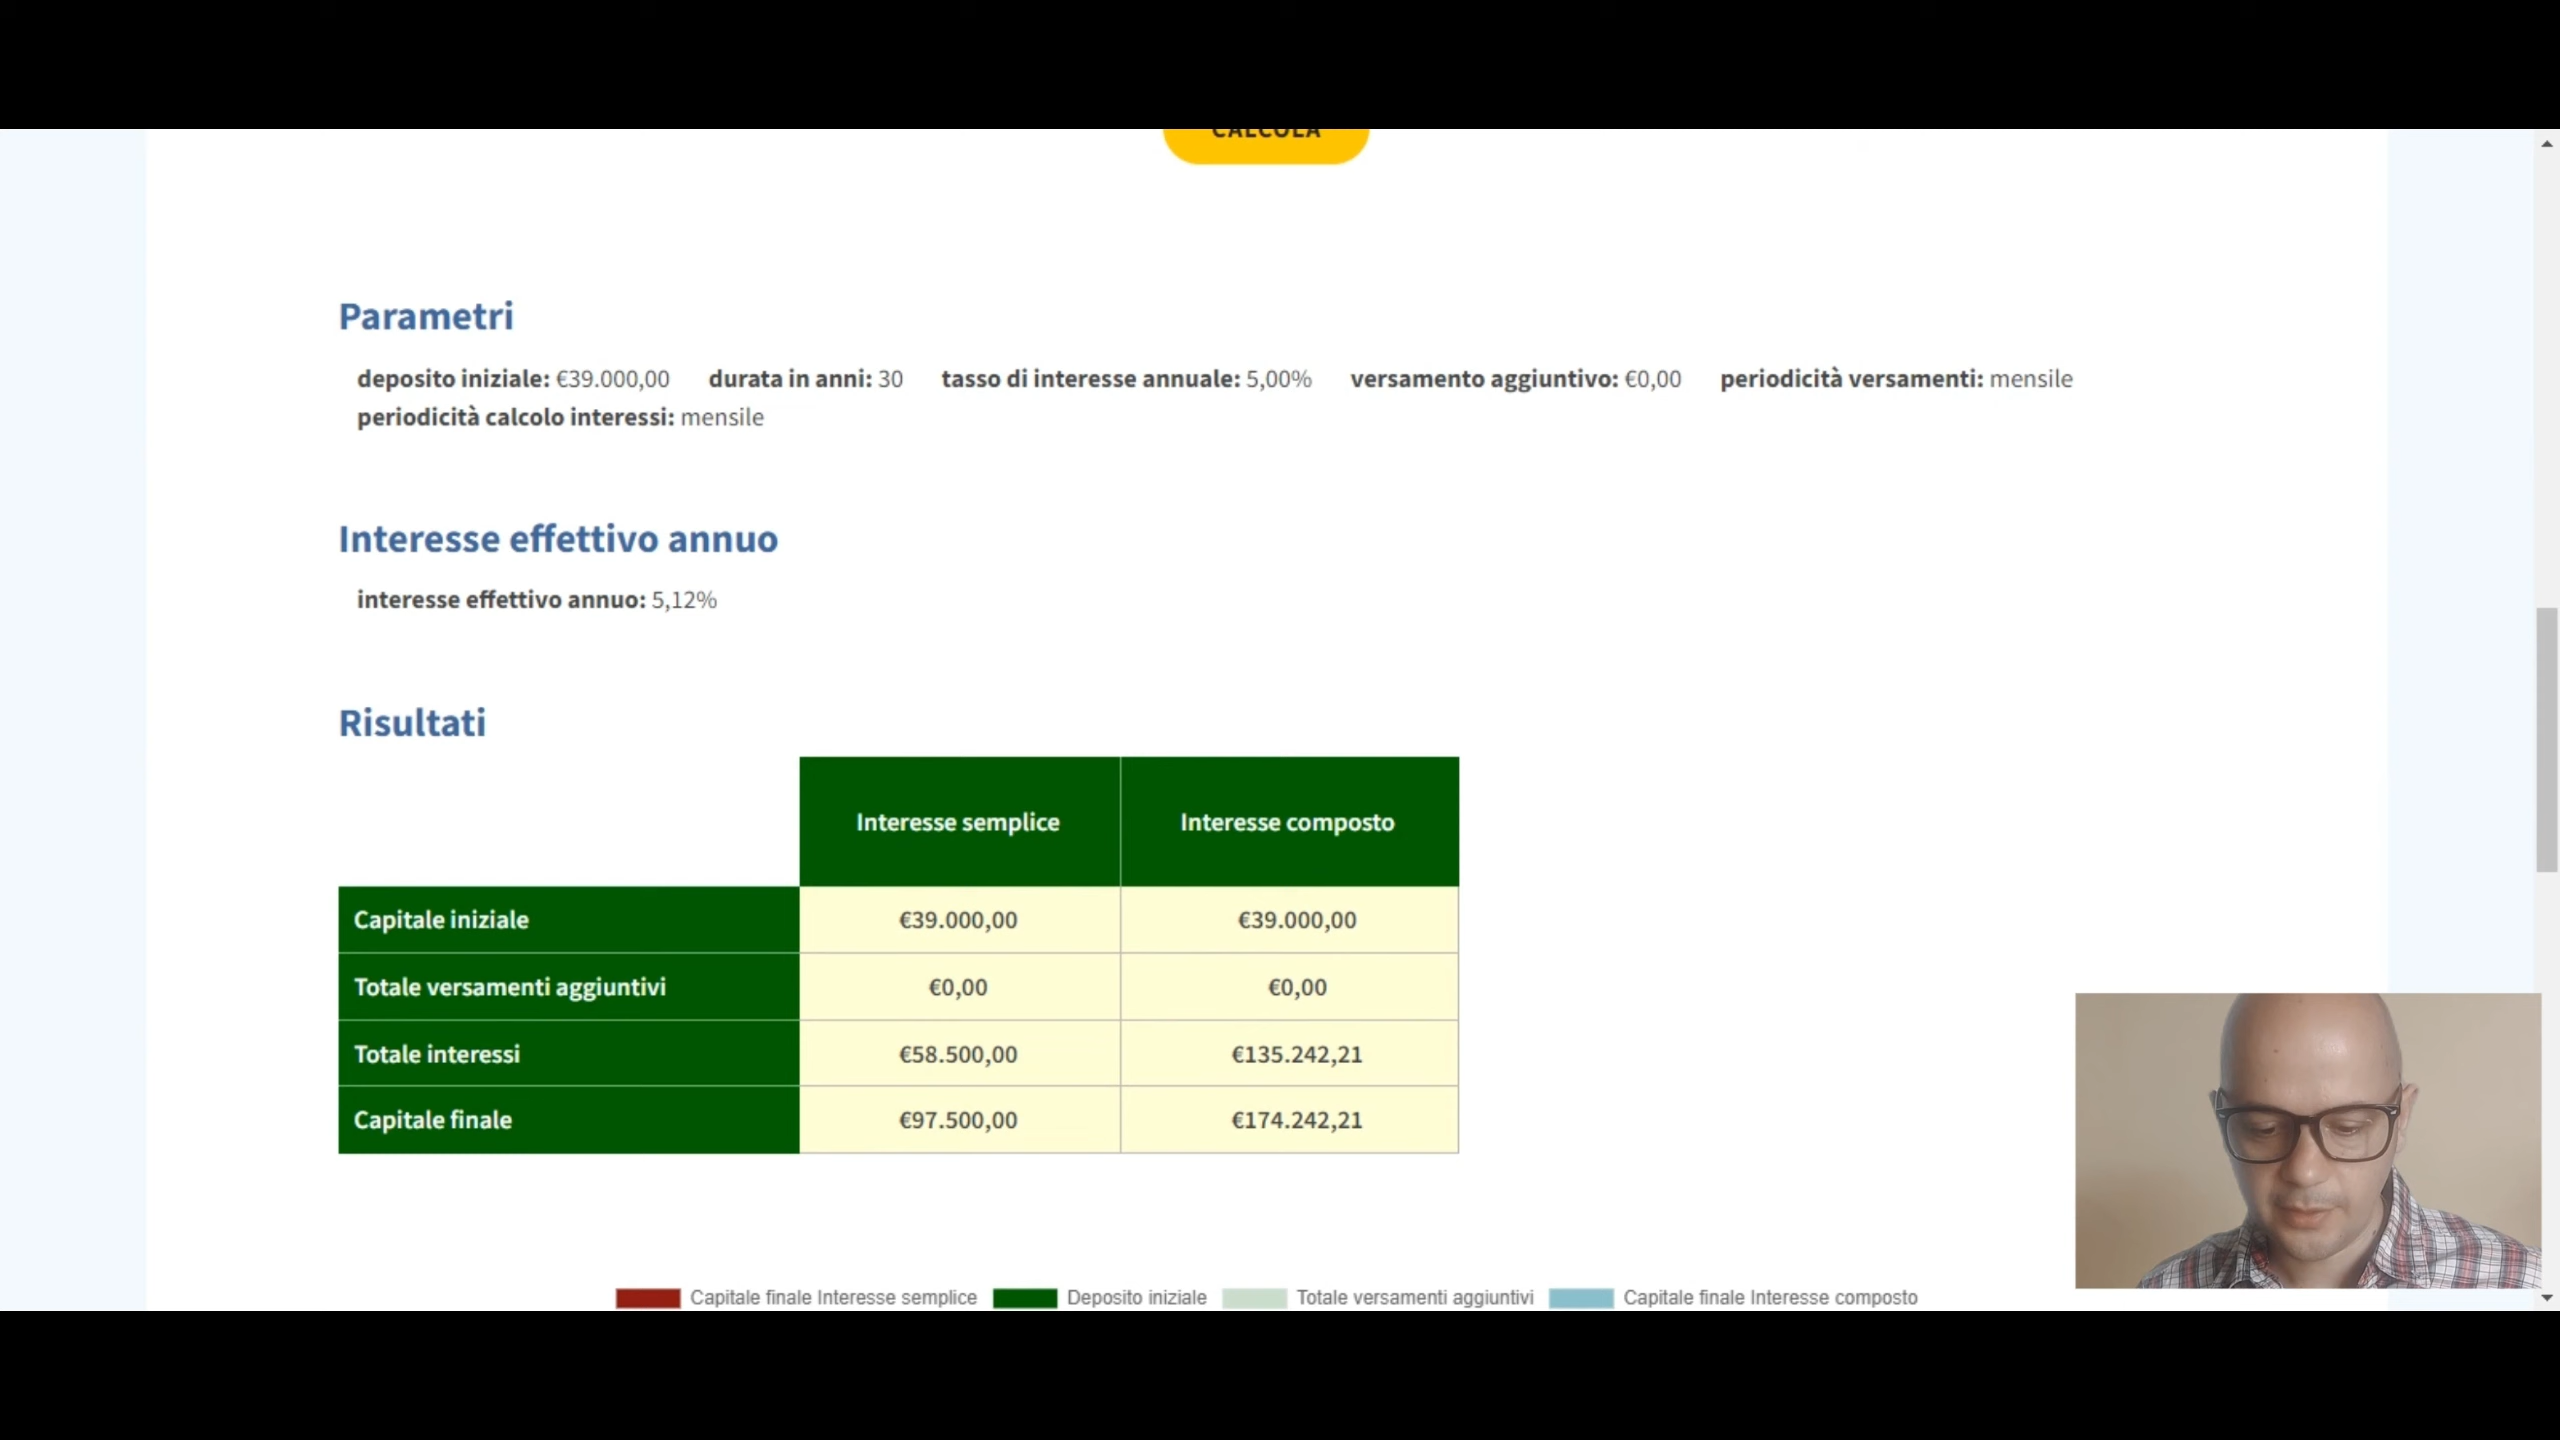 CALCOLA
Parametri
deposito iniziale: €39.000,00 durata in anni: 30 tasso di interesse annuale: 5,00% versamento aggiuntivo: €0,00 periodicità versamenti: mensile
periodicità calcolo interessi: mensile
Interesse effettivo annuo
interesse effettivo annuo: 5,12%
Risultati
Interesse semplice Interesse composto
Capitale iniziale €39.000,00 €39.000,00
Totale versamenti aggiuntivi €0,00 €0,00
Totale interessi €58.500,00 €135.242,21
Capitale finale €97.500,00 €174.242,21
Capitale finale Interesse semplice Deposito iniziale Totale versamenti aggiuntivi Capitale finale Interesse composto